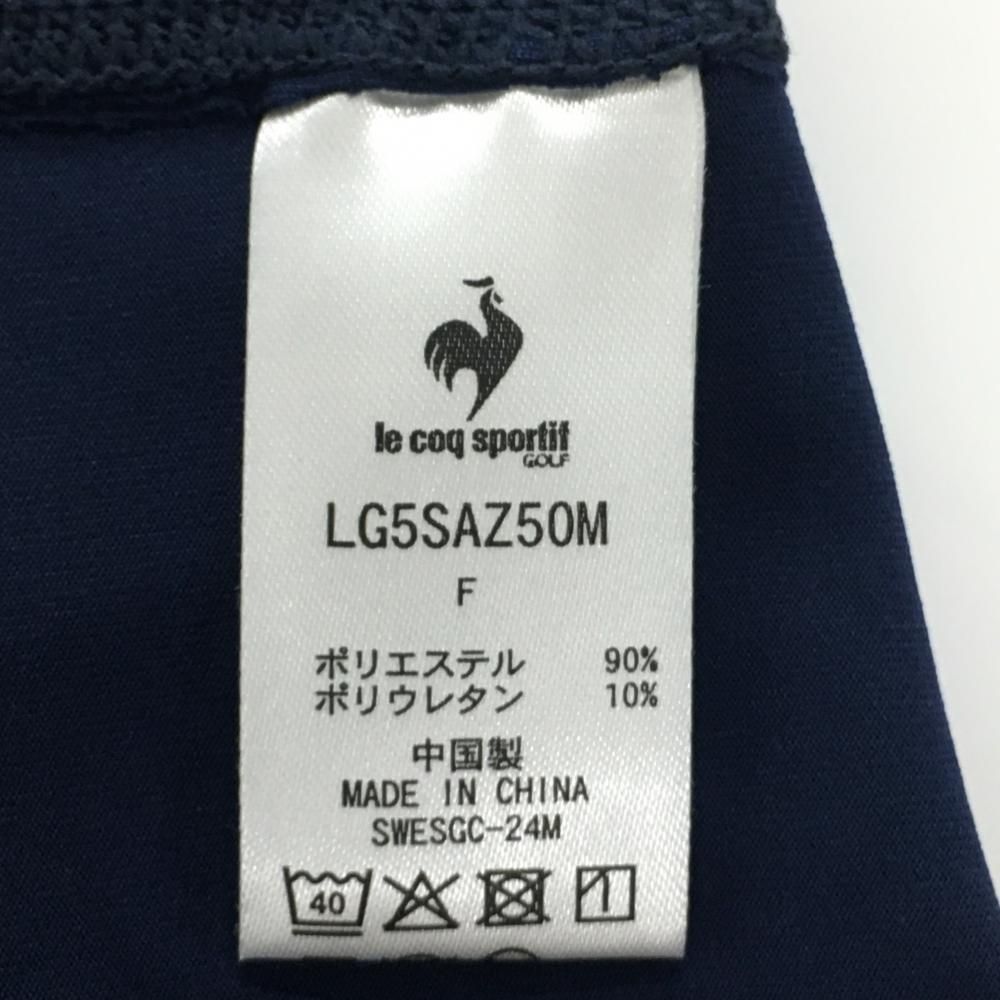 le coq sportif
GOLF
LG5SAZ50M
F
ポリエステル 90%
ポリウレタン 10%
中国製
MADE IN CHINA
SWESGC-24M
40